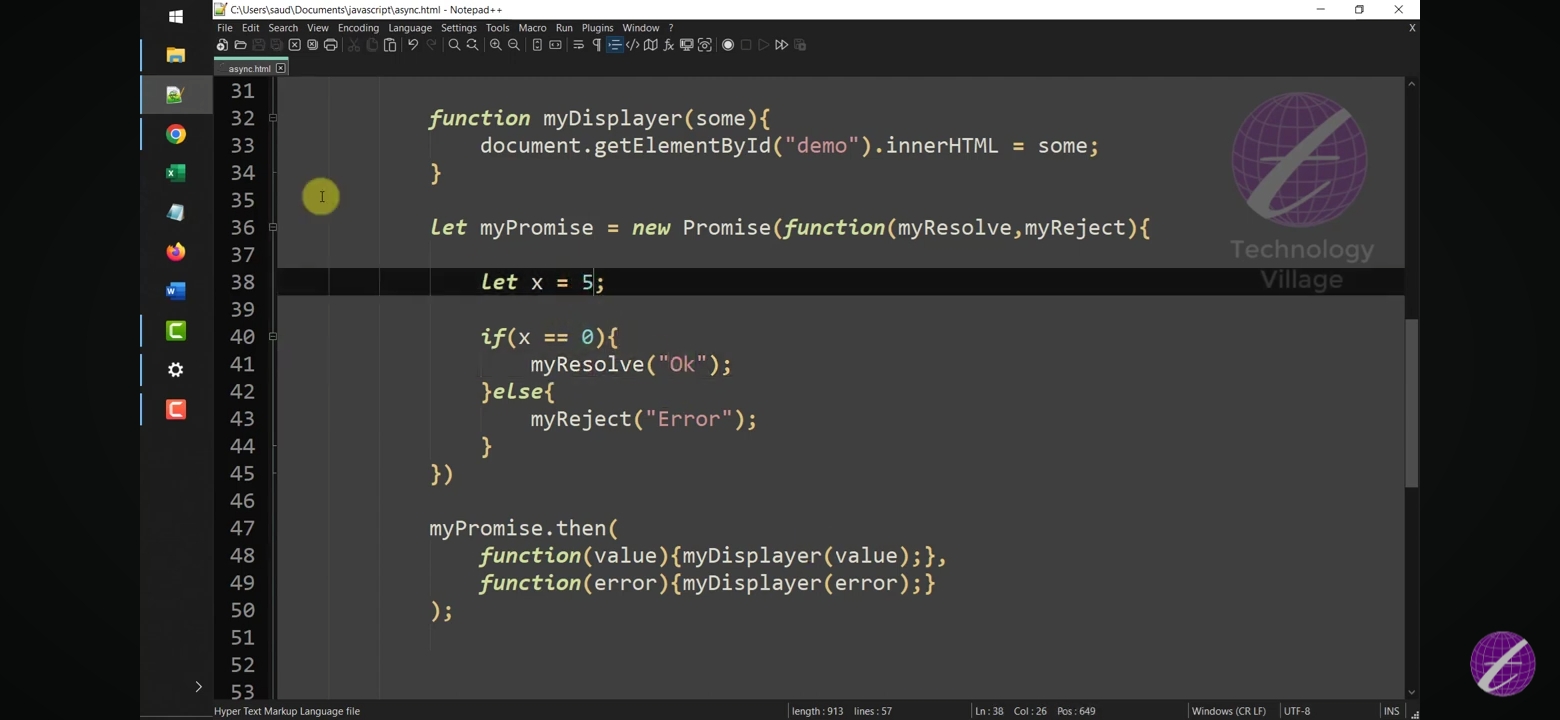 C:\Users\saud\Documents\javascript\async.html - Notepad++
File Edit Search View Encoding Language Settings Tools Macro Run Plugins Window ? X
async.html
31
32 function myDisplayer(some){
33 document.getElementById("demo").innerHTML = some;
34 }
35
36 let myPromise = new Promise(function(myResolve,myReject){
37
38 let x = 5;
39
40 if(x == 0){
41 myResolve("Ok");
42 }else{
43 myReject("Error");
44 }
45 })
46
47 myPromise.then(
48 function(value){myDisplayer(value);},
49 function(error){myDisplayer(error);}
50 );
51
52
53
Technology
Village
Hyper Text Markup Language file length : 913 lines : 57 Ln : 38 Col : 26 Pos : 649 Windows (CR LF) UTF-8 INS